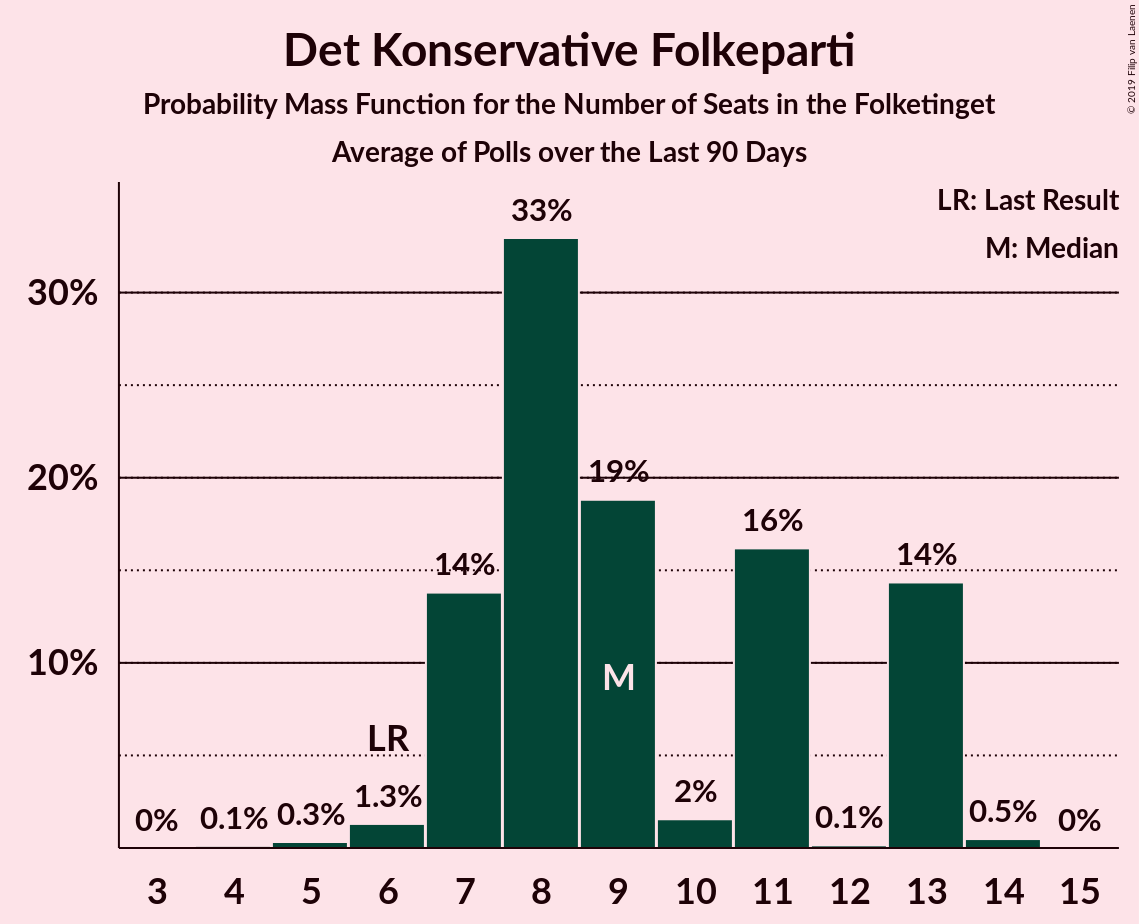 Det Konservative Folkeparti
Probability Mass Function for the Number of Seats in the Folketinget
Average of Polls over the Last 90 Days
© 2019 Filip van Laenen
LR: Last Result
M: Median
30%
20%
10%
0%
0.1%
0.3%
1.3%
LR
14%
33%
19%
M
2%
16%
0.1%
14%
0.5%
0%
3 4 5 6 7 8 9 10 11 12 13 14 15